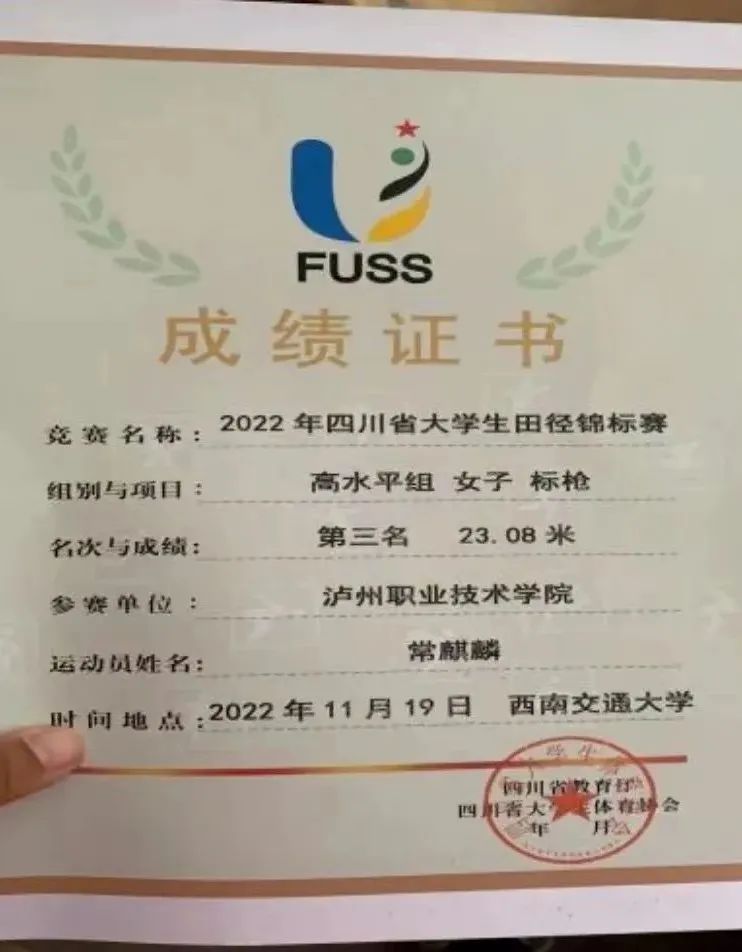 FUSS
成绩证书
竞赛名称：2022年四川省大学生田径锦标赛
组别与项目：高水平组 女子 标枪
名次与成绩：第三名 23.08米
参赛单位：泸州职业技术学院
运动员姓名：常麒麟
时间地点：2022年11月19日 西南交通大学
四川省教育厅
四川省大学生体育协会
年 月